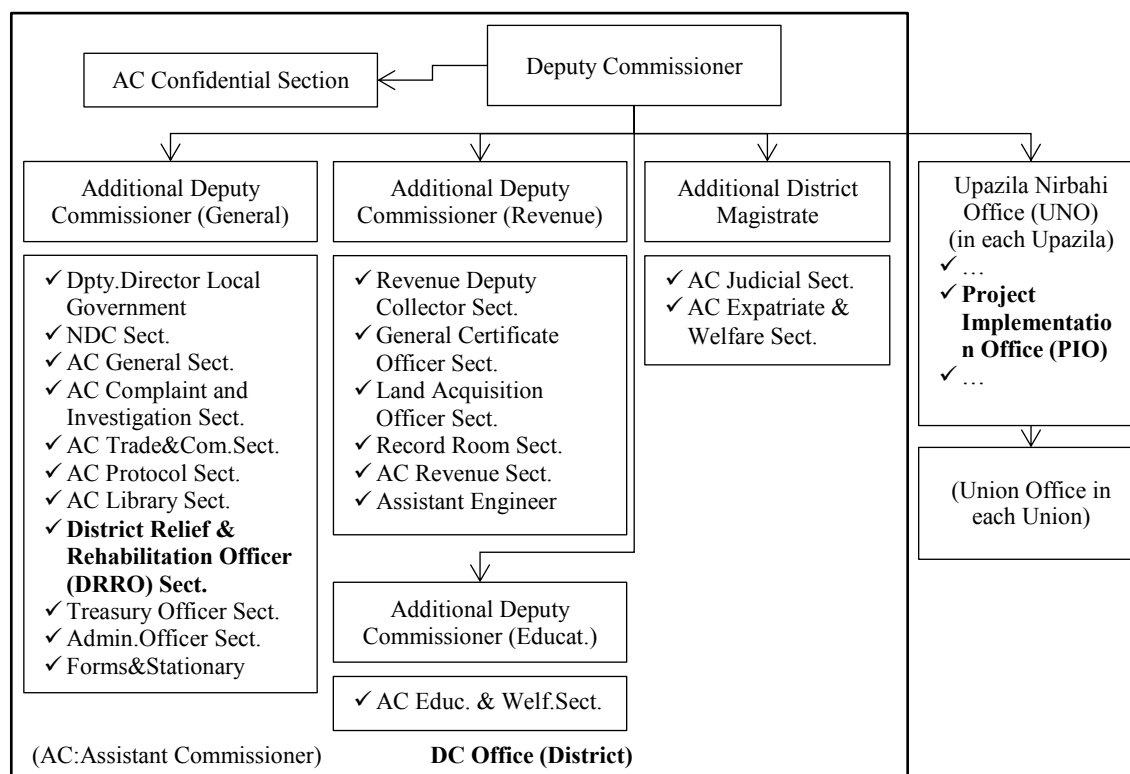 Deputy Commissioner
AC Confidential Section
Additional Deputy
Commissioner (General)
✓ Dpty.Director Local
Government
✓ NDC Sect.
✓ AC General Sect.
✓ AC Complaint and
Investigation Sect.
✓ AC Trade&Com.Sect.
✓ AC Protocol Sect.
✓ AC Library Sect.
✓ District Relief &
Rehabilitation Officer
(DRRO) Sect.
✓ Treasury Officer Sect.
✓ Admin.Officer Sect.
✓ Forms&Stationary
Additional Deputy
Commissioner (Revenue)
✓ Revenue Deputy
Collector Sect.
✓ General Certificate
Officer Sect.
✓ Land Acquisition
Officer Sect.
✓ Record Room Sect.
✓ AC Revenue Sect.
✓ Assistant Engineer
Additional Deputy
Commissioner (Educat.)
✓ AC Educ. & Welf.Sect.
Additional District
Magistrate
✓ AC Judicial Sect.
✓ AC Expatriate &
Welfare Sect.
Upazila Nirbahi
Office (UNO)
(in each Upazila)
✓ …
✓ Project
Implementatio
n Office (PIO)
✓ …
(Union Office in
each Union)
(AC:Assistant Commissioner)
DC Office (District)